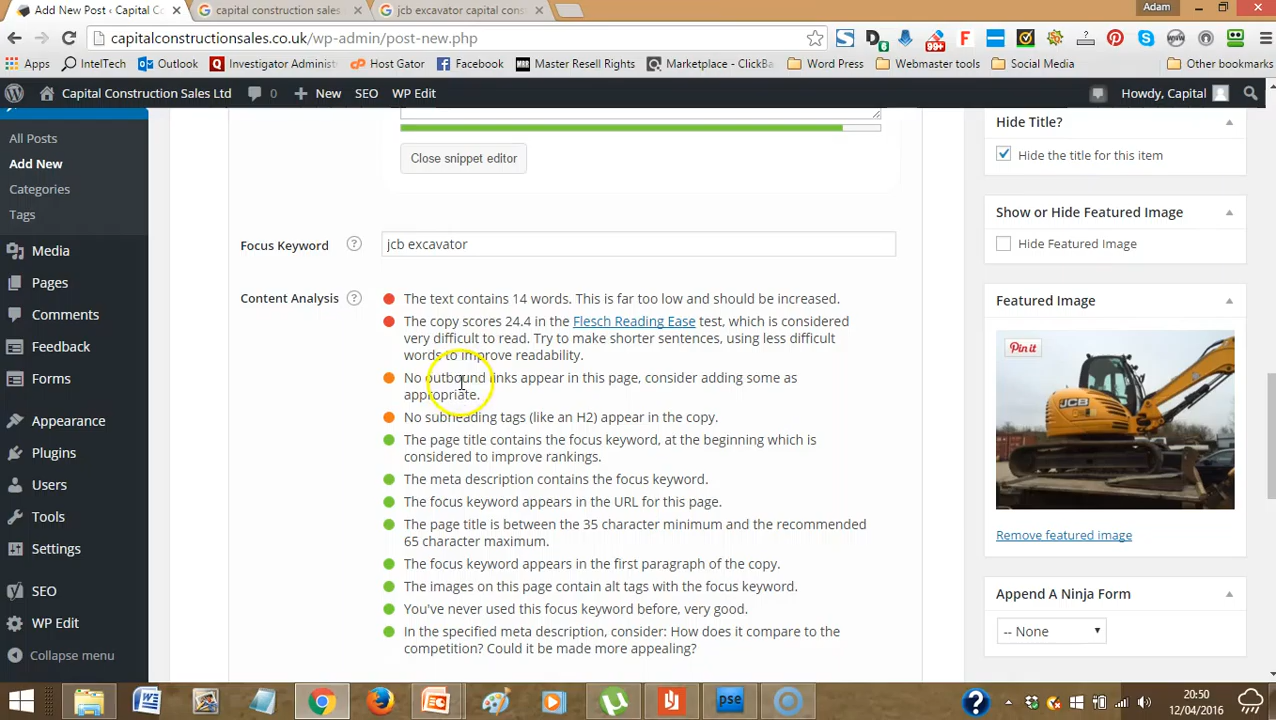 Add New Post ‹ Capital C
capital construction sales
jcb excavator capital con
Adam
capitalconstructionsales.co.uk/wp-admin/post-new.php
Apps
IntelTech
Outlook
Investigator Administr
Host Gator
Facebook
Master Resell Rights
Marketplace - ClickBa
Word Press
Webmaster tools
Social Media
Other bookmarks
Capital Construction Sales Ltd
0
New
SEO
WP Edit
Howdy, Capital
All Posts
Add New
Categories
Tags
Media
Pages
Comments
Feedback
Forms
Appearance
Plugins
Users
Tools
Settings
SEO
WP Edit
Collapse menu
Close snippet editor
Focus Keyword
jcb excavator
Content Analysis
The text contains 14 words. This is far too low and should be increased.
The copy scores 24.4 in the Flesch Reading Ease test, which is considered
very difficult to read. Try to make shorter sentences, using less difficult
words to improve readability.
No outbound links appear in this page, consider adding some as
appropriate.
No subheading tags (like an H2) appear in the copy.
The page title contains the focus keyword, at the beginning which is
considered to improve rankings.
The meta description contains the focus keyword.
The focus keyword appears in the URL for this page.
The page title is between the 35 character minimum and the recommended
65 character maximum.
The focus keyword appears in the first paragraph of the copy.
The images on this page contain alt tags with the focus keyword.
You've never used this focus keyword before, very good.
In the specified meta description, consider: How does it compare to the
competition? Could it be made more appealing?
Hide Title?
Hide the title for this item
Show or Hide Featured Image
Hide Featured Image
Featured Image
Pin it
JCB
Remove featured image
Append A Ninja Form
-- None
20:50
12/04/2016